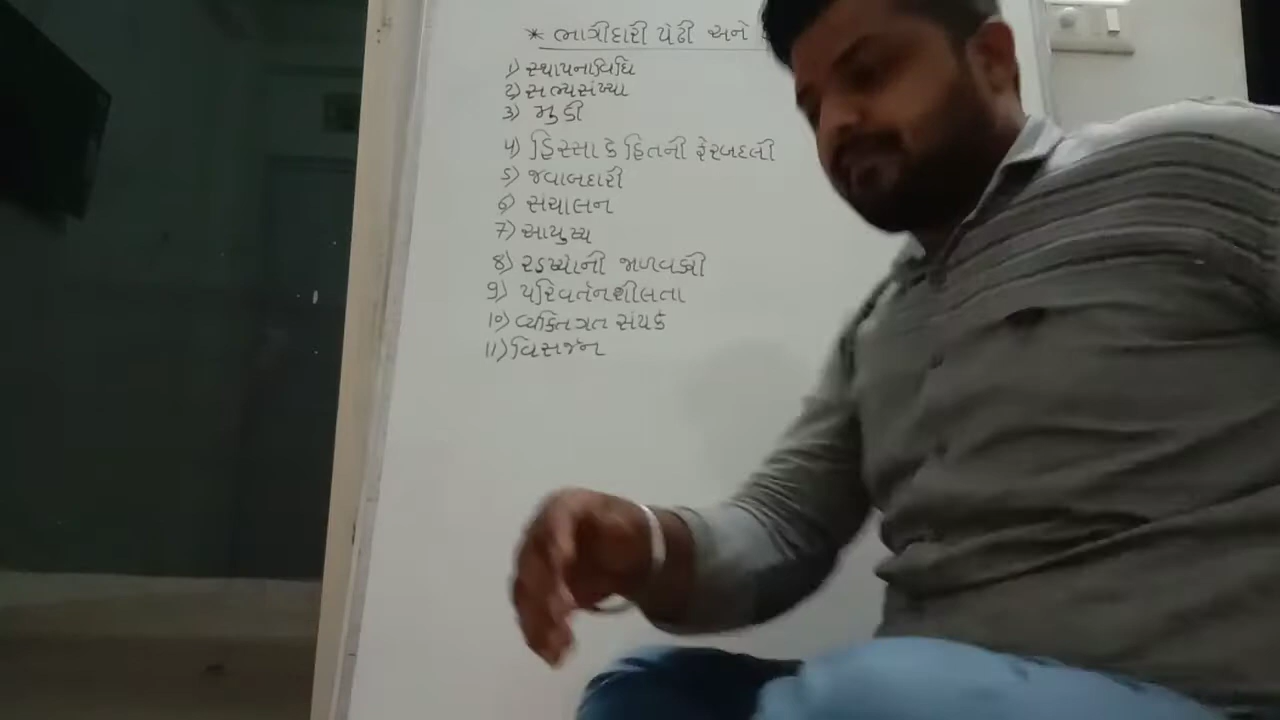 * ભાગીદારી પેઢી અને
1) સ્થાપનાવિધિ
2) સભ્યસંખ્યા
3) મુડી
4) હિસ્સા કે હિતની ફેરબદલી
5) જવાબદારી
6) સંચાલન
7) આયુષ્ય
8) રહસ્યોની જાળવણી
9) પરિવર્તનશીલતા
10) વ્યક્તિગત સંપર્ક
11) વિસર્જન